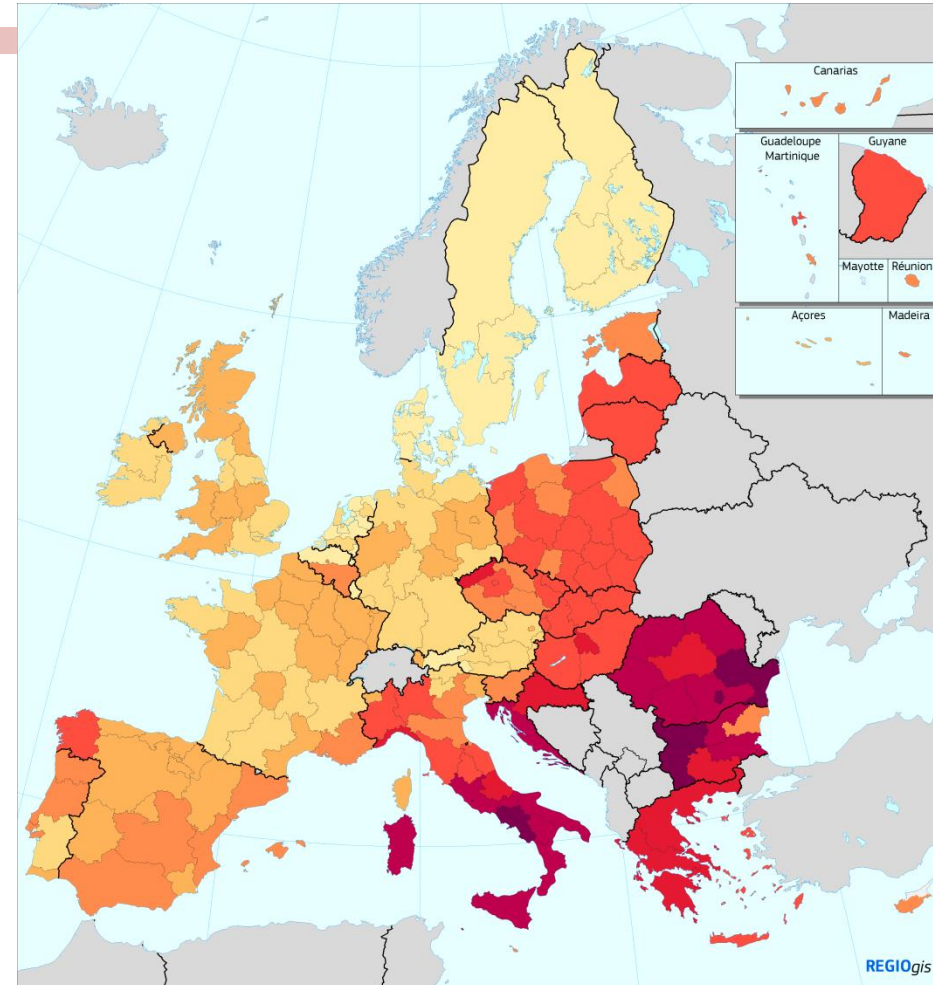 Canarias
Guadeloupe
Martinique
Guyane
Mayotte
Réunion
Açores
Madeira
REGIOgis